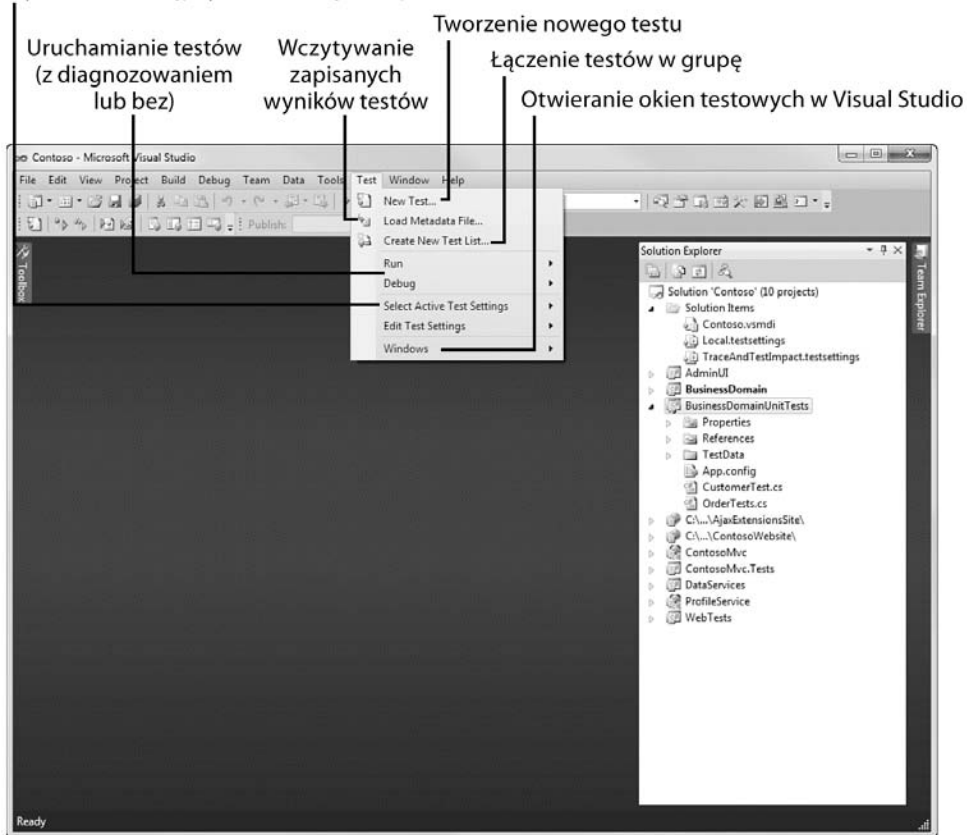 Tworzenie nowego testu
Uruchamianie testów
(z diagnozowaniem
lub bez)
Wczytywanie
zapisanych
wyników testów
Łączenie testów w grupę
Otwieranie okien testowych w Visual Studio
Contoso - Microsoft Visual Studio
File Edit View Project Build Debug Team Data Tools Test Window Help
New Test...
Load Metadata File...
Create New Test List...
Run
Debug
Select Active Test Settings
Edit Test Settings
Windows
Publish:
Toolbox
Solution Explorer
Solution 'Contoso' (10 projects)
Solution Items
Contoso.vsmdi
Local.testsettings
TraceAndTestImpact.testsettings
AdminUI
BusinessDomain
BusinessDomainUnitTests
Properties
References
TestData
App.config
CustomerTest.cs
OrderTests.cs
C:\...\AjaxExtensionsSite\
C:\...\ContosoWebsite\
ContosoMvc
ContosoMvc.Tests
DataServices
ProfileService
WebTests
Team Explorer
Ready